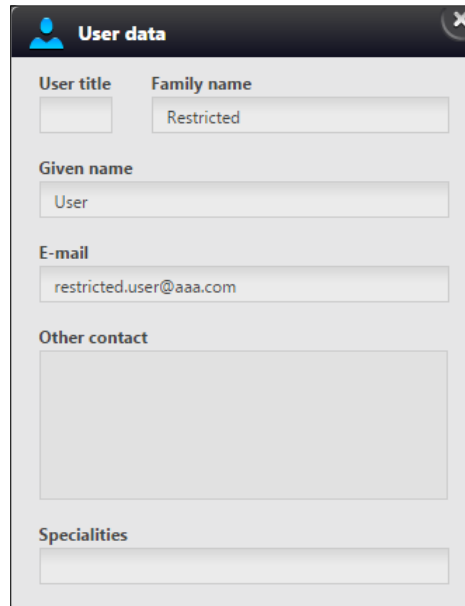 User data
User title Family name
Restricted
Given name
User
E-mail
restricted.user@aaa.com
Other contact
Specialities